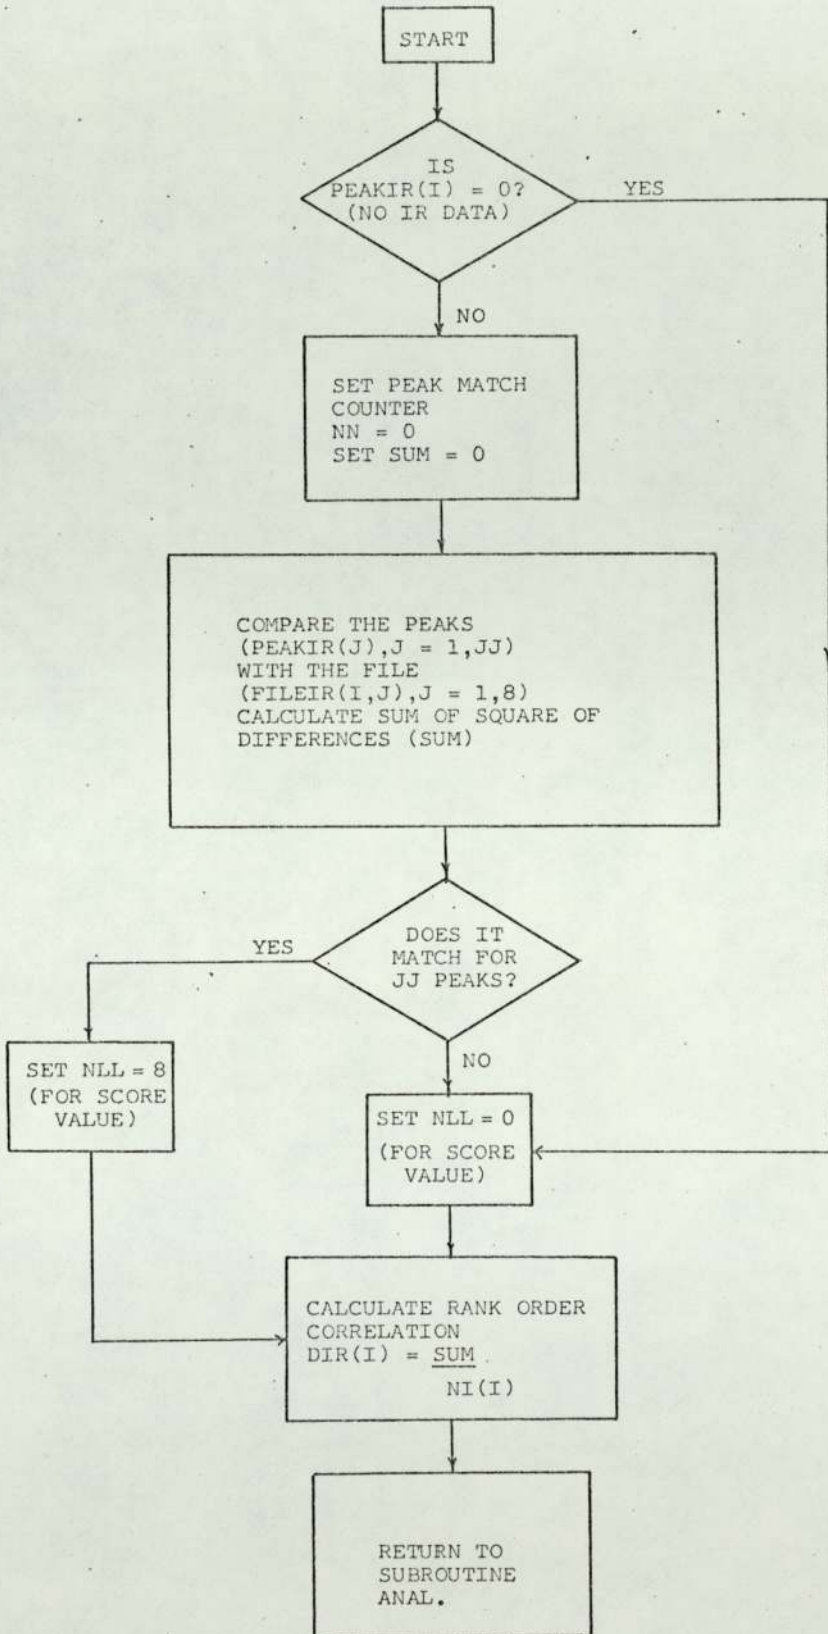 START
IS
PEAKIR(I) = 0?
(NO IR DATA)
YES
NO
SET PEAK MATCH
COUNTER
NN = 0
SET SUM = 0
COMPARE THE PEAKS
(PEAKIR(J),J = 1,JJ)
WITH THE FILE
(FILEIR(I,J),J = 1,8)
CALCULATE SUM OF SQUARE OF
DIFFERENCES (SUM)
DOES IT
MATCH FOR
JJ PEAKS?
YES
NO
SET NLL = 8
(FOR SCORE
VALUE)
SET NLL = 0
(FOR SCORE
VALUE)
CALCULATE RANK ORDER
CORRELATION
DIR(I) = SUM
NI(I)
RETURN TO
SUBROUTINE
ANAL.